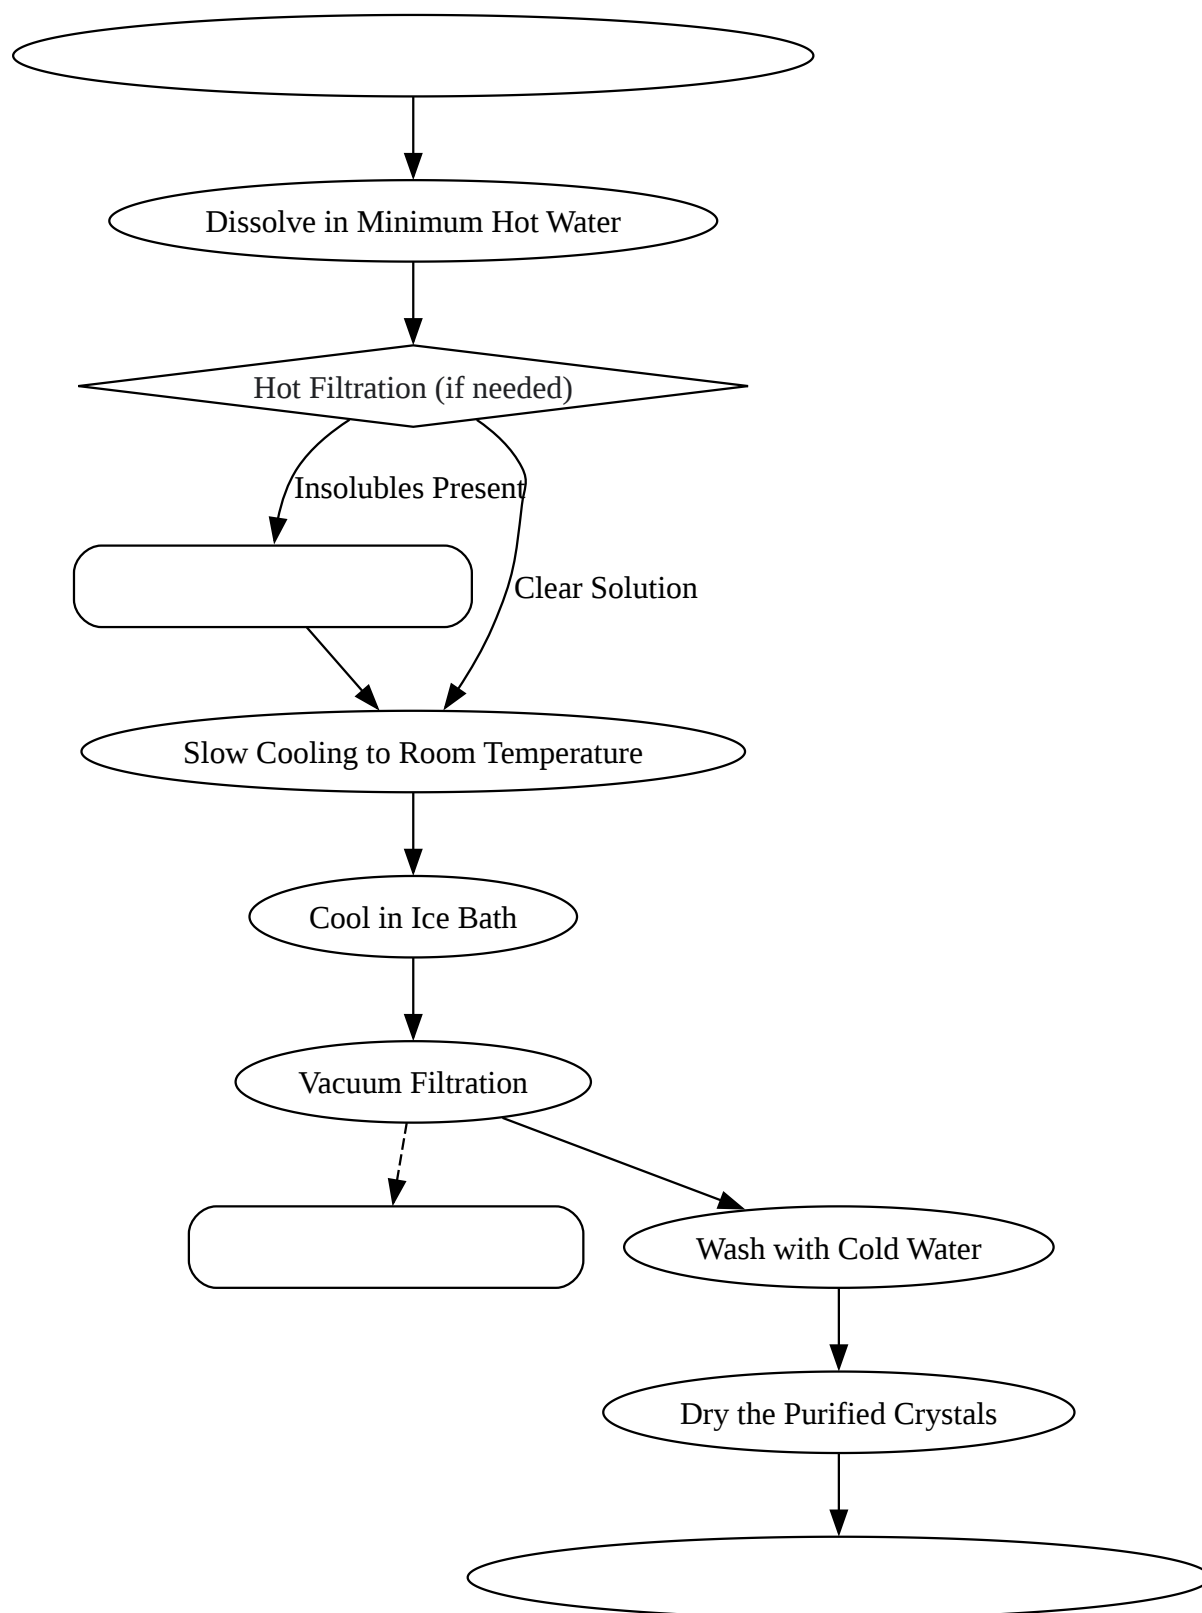 Dissolve in Minimum Hot Water
Hot Filtration (if needed)
Insolubles Present
Clear Solution
Slow Cooling to Room Temperature
Cool in Ice Bath
Vacuum Filtration
Wash with Cold Water
Dry the Purified Crystals